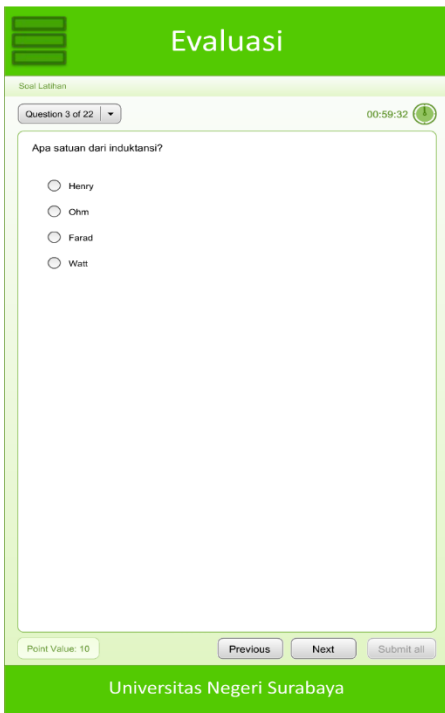 Evaluasi
Soal Latihan
Question 3 of 22
00:59:32
Apa satuan dari induktansi?
Henry
Ohm
Farad
Watt
Point Value: 10
Previous
Next
Submit all
Universitas Negeri Surabaya